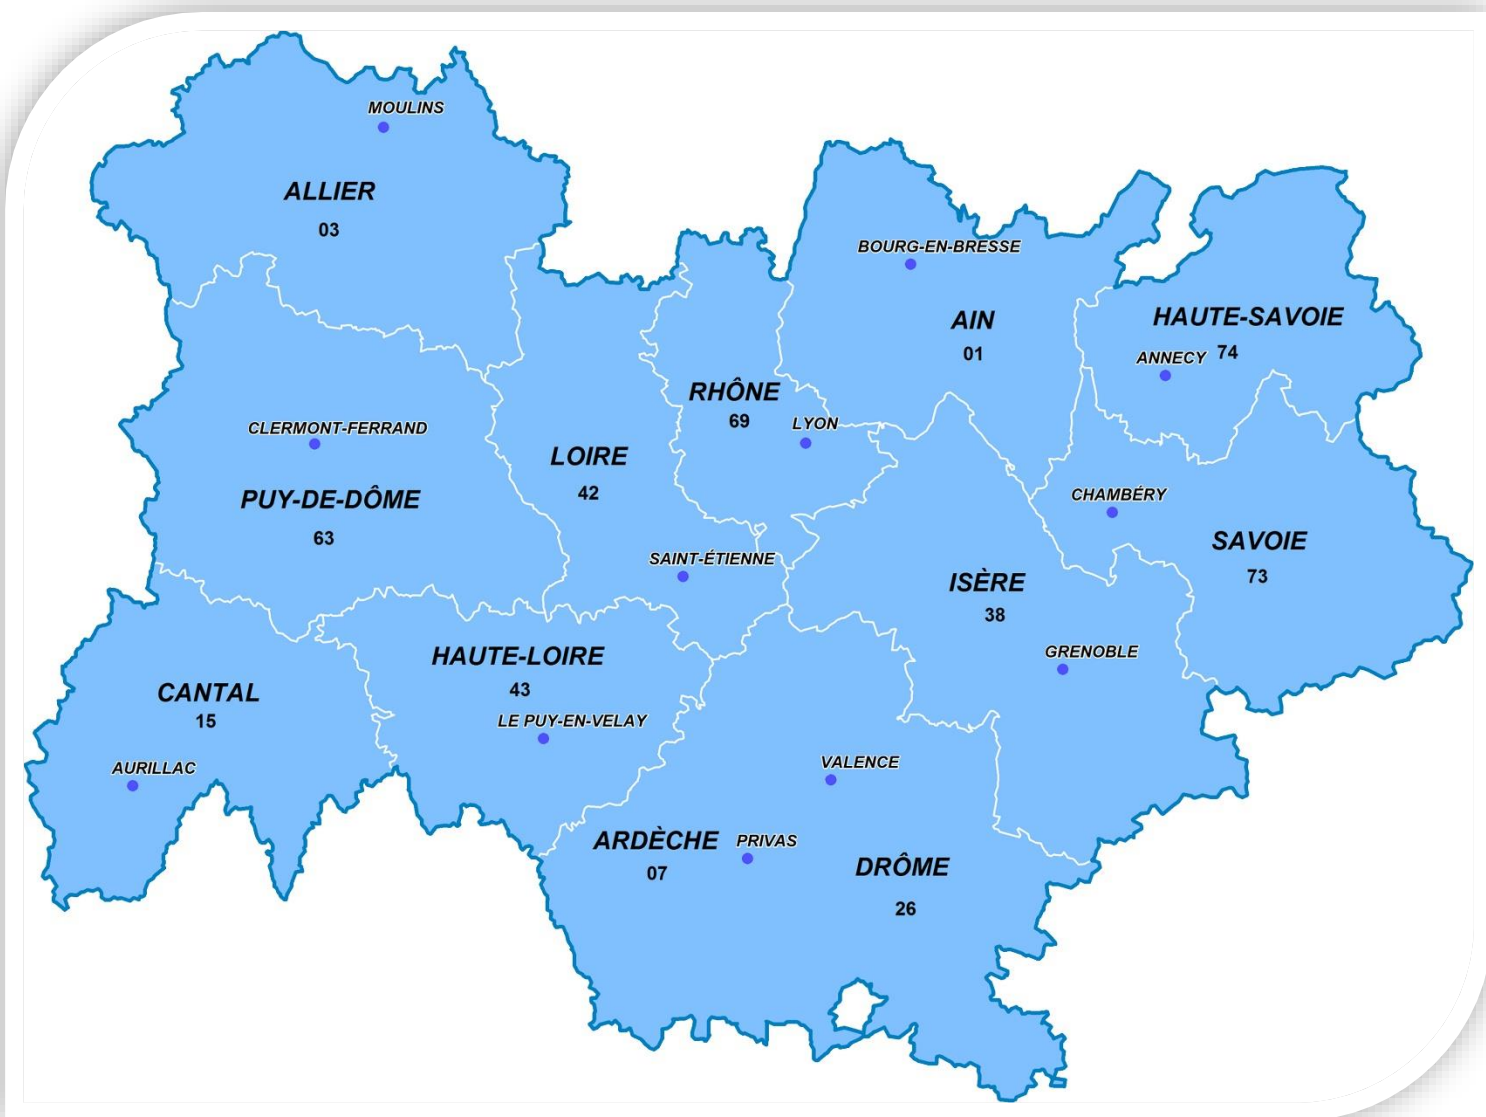 MOULINS
ALLIER
03
BOURG-EN-BRESSE
AIN
01
HAUTE-SAVOIE
ANNECY 74
RHÔNE
69
LYON
CLERMONT-FERRAND
PUY-DE-DÔME
63
LOIRE
42
SAINT-ÉTIENNE
CHAMBÉRY
SAVOIE
73
ISÈRE
38
GRENOBLE
HAUTE-LOIRE
43
LE PUY-EN-VELAY
CANTAL
15
AURILLAC
VALENCE
ARDÈCHE
07
PRIVAS
DRÔME
26